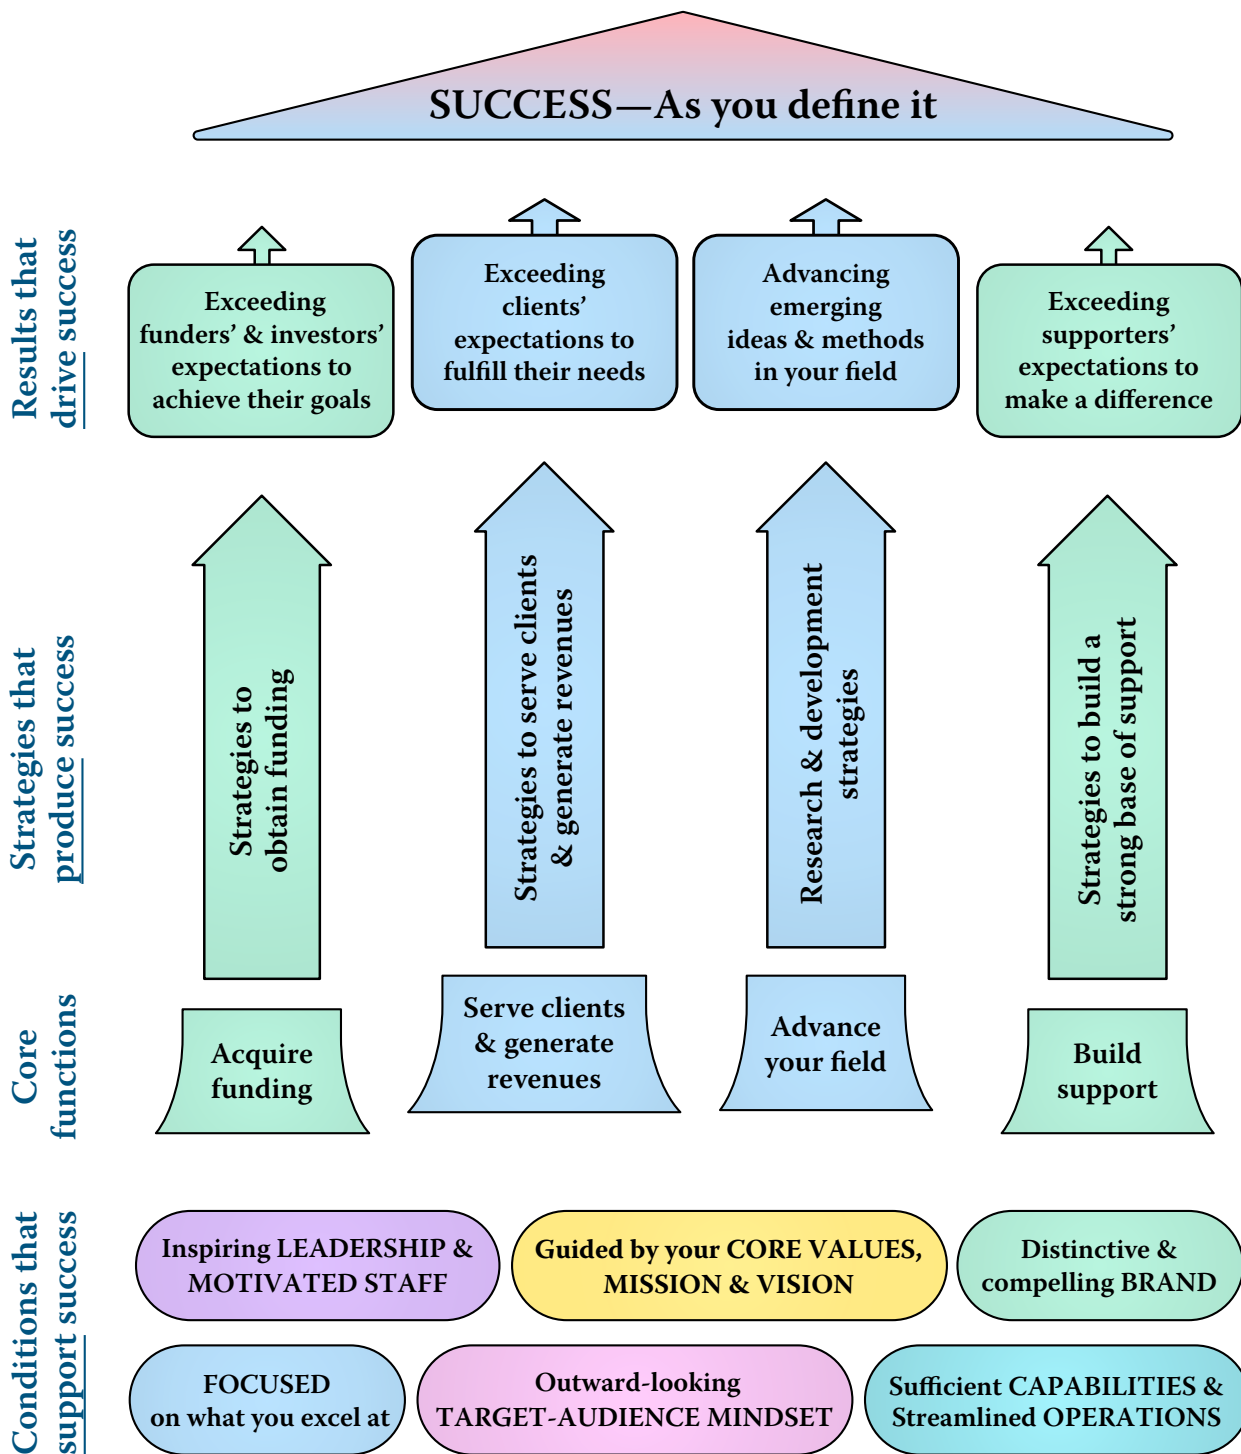 SUCCESS—As you define it
Results that
drive success
Exceeding
funders’ & investors’
expectations to
achieve their goals
Exceeding
clients’
expectations to
fulfill their needs
Advancing
emerging
ideas & methods
in your field
Exceeding
supporters’
expectations to
make a difference
Strategies that
produce success
Strategies to
obtain funding
Strategies to serve clients
& generate revenues
Research & development
strategies
Strategies to build a
strong base of support
Core
functions
Acquire
funding
Serve clients
& generate
revenues
Advance
your field
Build
support
Conditions that
support success
Inspiring LEADERSHIP &
MOTIVATED STAFF
Guided by your CORE VALUES,
MISSION & VISION
Distinctive &
compelling BRAND
FOCUSED
on what you excel at
Outward-looking
TARGET-AUDIENCE MINDSET
Sufficient CAPABILITIES &
Streamlined OPERATIONS